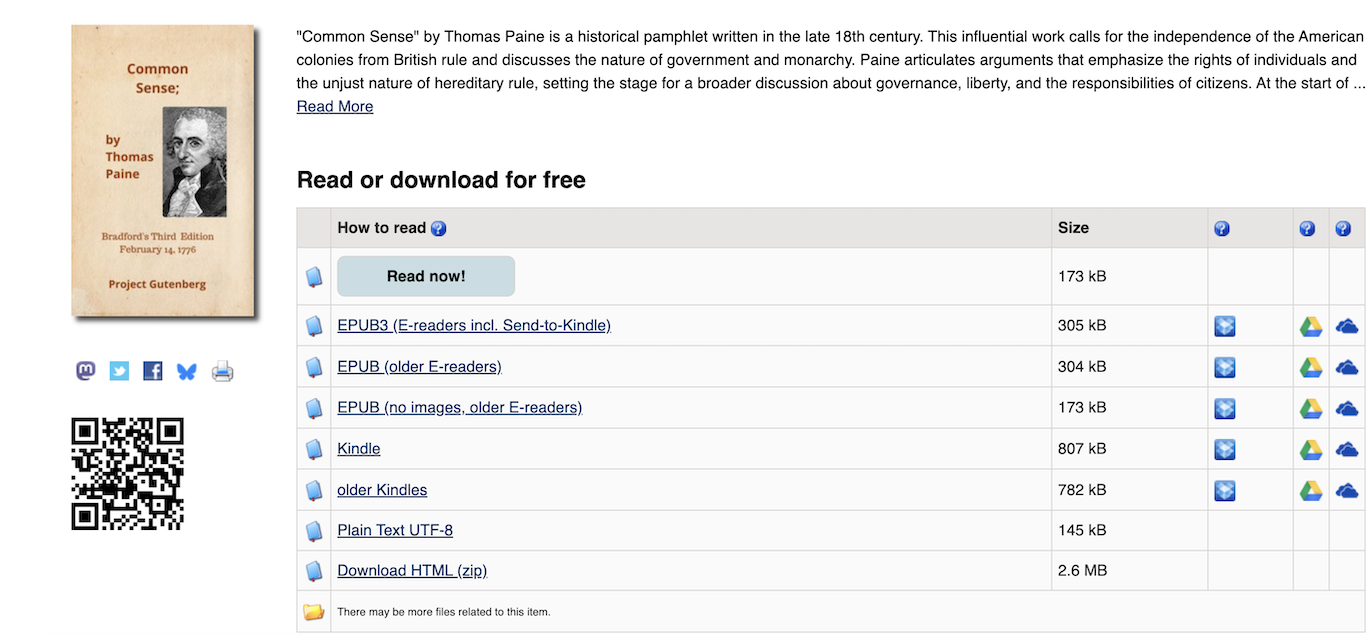 Common
Sense;
by
Thomas
Paine
Bradford's Third Edition
February 14, 1776
Project Gutenberg
"Common Sense" by Thomas Paine is a historical pamphlet written in the late 18th century. This influential work calls for the independence of the American
colonies from British rule and discusses the nature of government and monarchy. Paine articulates arguments that emphasize the rights of individuals and
the unjust nature of hereditary rule, setting the stage for a broader discussion about governance, liberty, and the responsibilities of citizens. At the start of ...
Read More
Read or download for free
How to read ? Size ? ? ?
Read now! 173 kB
EPUB3 (E-readers incl. Send-to-Kindle) 305 kB
EPUB (older E-readers) 304 kB
EPUB (no images, older E-readers) 173 kB
Kindle 807 kB
older Kindles 782 kB
Plain Text UTF-8 145 kB
Download HTML (zip) 2.6 MB
There may be more files related to this item.